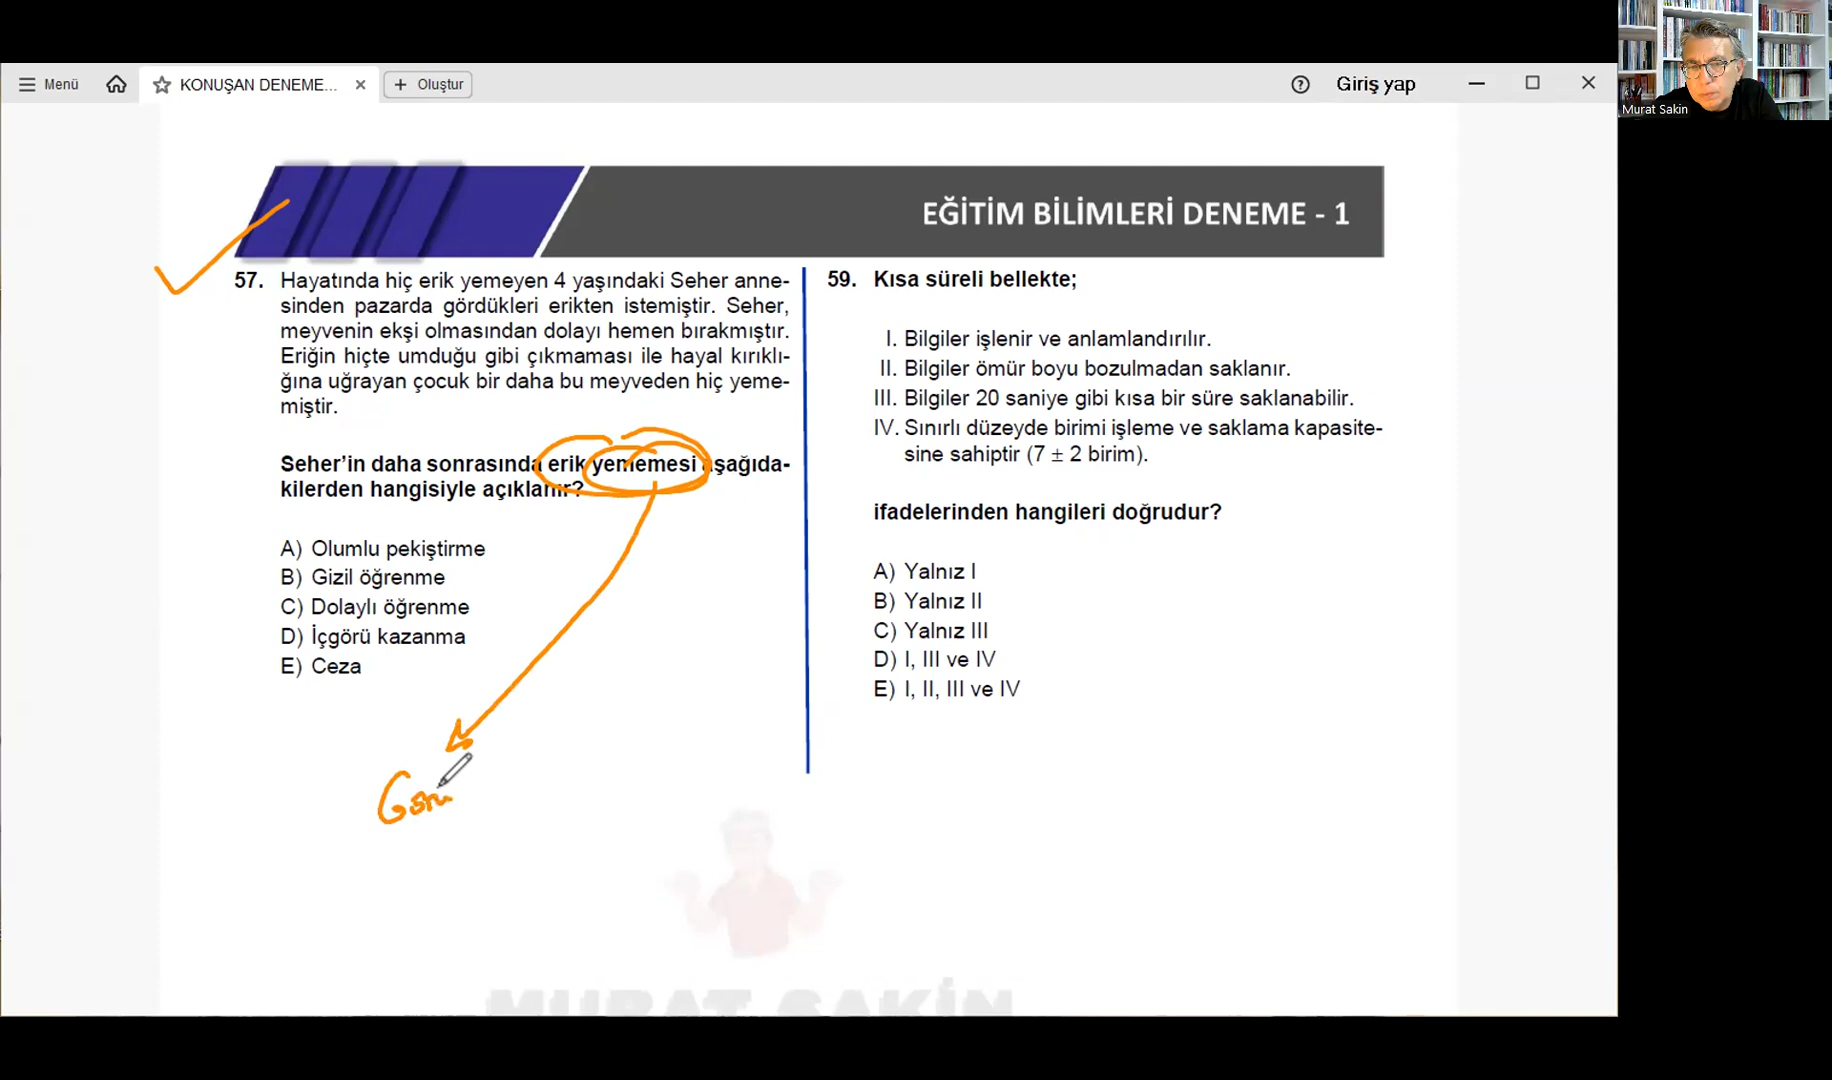 Menü
KONUŞAN DENEME...
+ Oluştur
Giriş yap
Murat Sakin
EĞİTİM BİLİMLERİ DENEME - 1
57. Hayatında hiç erik yemeyen 4 yaşındaki Seher anne-
sinden pazarda gördükleri erikten istemiştir. Seher,
meyvenin ekşi olmasından dolayı hemen bırakmıştır.
Eriğin hiçte umduğu gibi çıkmaması ile hayal kırıklı-
ğına uğrayan çocuk bir daha bu meyveden hiç yeme-
miştir.
Seher'in daha sonrasında erik yememesi aşağıda-
kilerden hangisiyle açıklanır?
A) Olumlu pekiştirme
B) Gizil öğrenme
C) Dolaylı öğrenme
D) İçgörü kazanma
E) Ceza
59. Kısa süreli bellekte;
I. Bilgiler işlenir ve anlamlandırılır.
II. Bilgiler ömür boyu bozulmadan saklanır.
III. Bilgiler 20 saniye gibi kısa bir süre saklanabilir.
IV. Sınırlı düzeyde birimi işleme ve saklama kapasite-
sine sahiptir (7 ± 2 birim).
ifadelerinden hangileri doğrudur?
A) Yalnız I
B) Yalnız II
C) Yalnız III
D) I, III ve IV
E) I, II, III ve IV
MURAT SAKİN